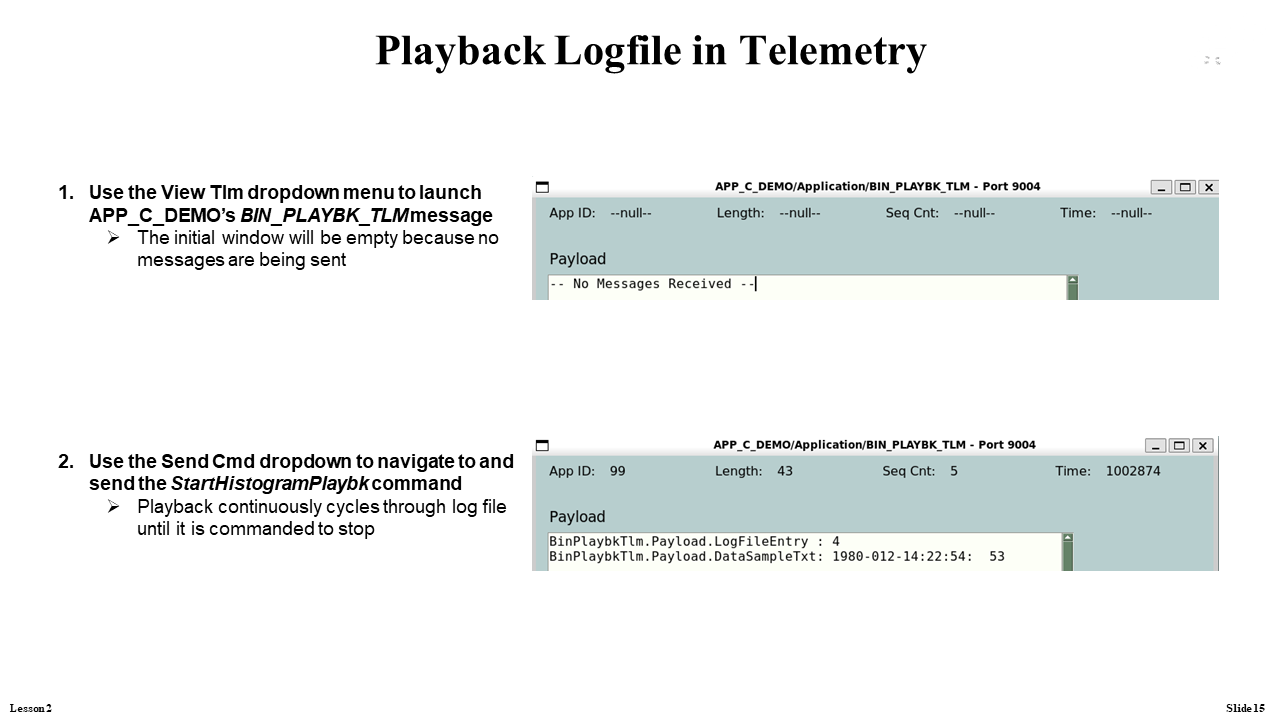 Playback Logfile in Telemetry
1. Use the View Tlm dropdown menu to launch
APP_C_DEMO’s BIN_PLAYBK_TLM message
➢ The initial window will be empty because no
messages are being sent
APP_C_DEMO/Application/BIN_PLAYBK_TLM - Port 9004
App ID: --null-- Length: --null-- Seq Cnt: --null-- Time: --null--
Payload
-- No Messages Received --
2. Use the Send Cmd dropdown to navigate to and
send the StartHistogramPlaybk command
➢ Playback continuously cycles through log file
until it is commanded to stop
APP_C_DEMO/Application/BIN_PLAYBK_TLM - Port 9004
App ID: 99 Length: 43 Seq Cnt: 5 Time: 1002874
Payload
BinPlaybkTlm.Payload.LogFileEntry : 4
BinPlaybkTlm.Payload.DataSampleTxt: 1980-012-14:22:54: 53
Lesson 2
Slide 15